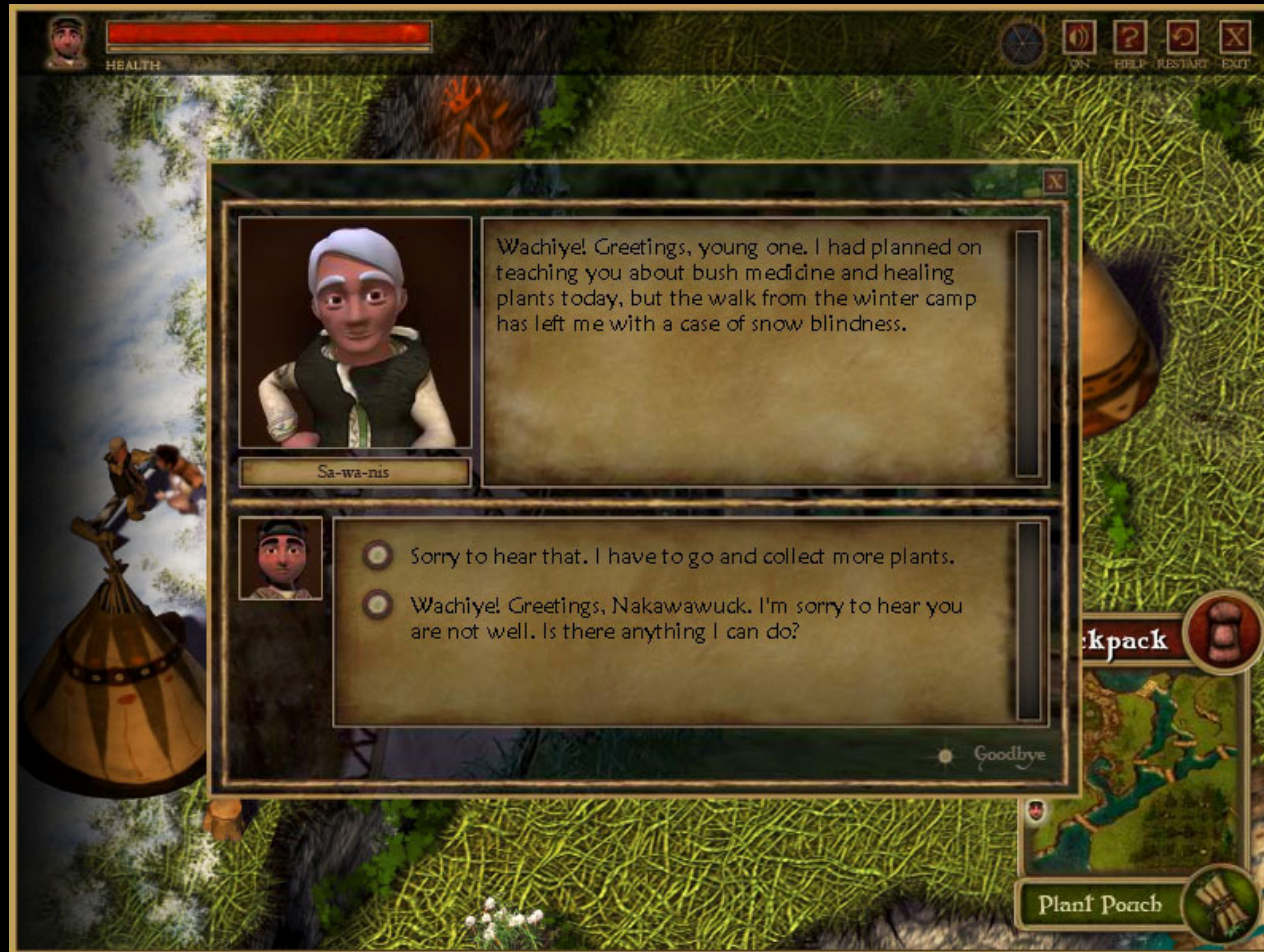 HEALTH
ON HELP RESTART EXIT
X
Wachiye! Greetings, young one. I had planned on
teaching you about bush medicine and healing
plants today, but the walk from the winter camp
has left me with a case of snow blindness.
Sa-wa-nis
Sorry to hear that. I have to go and collect more plants.
Wachiye! Greetings, Nakawawuck. I'm sorry to hear you
are not well. Is there anything I can do?
ckpack
Goodbye
Plant Pouch